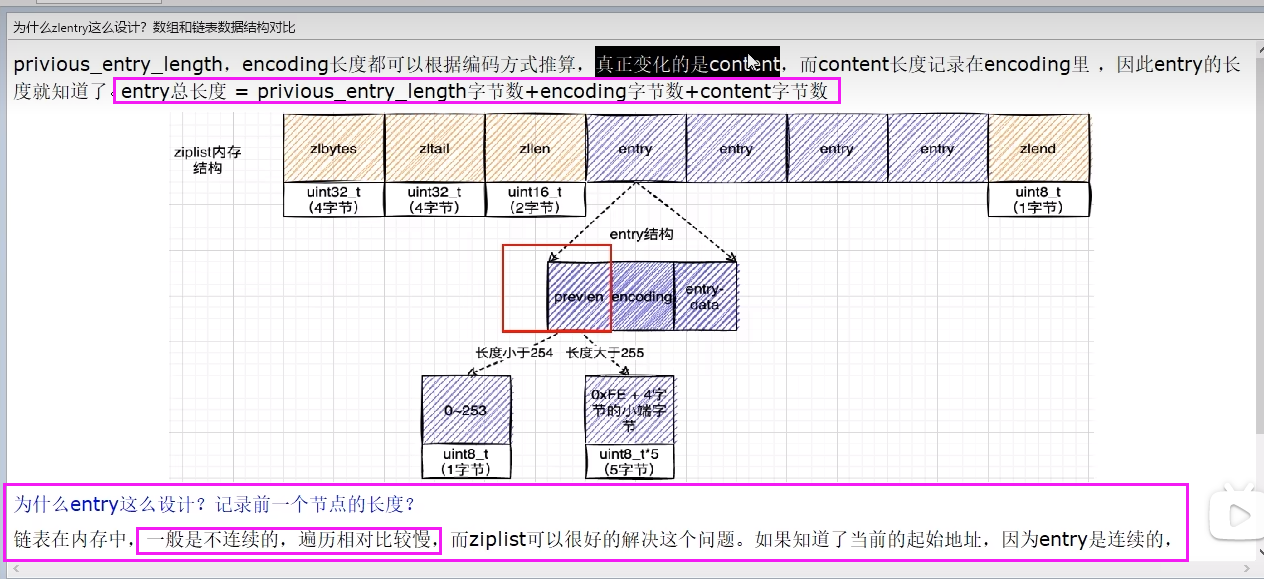 为什么zlentry这么设计？数组和链表数据结构对比
privious_entry_length，encoding长度都可以根据编码方式推算，真正变化的是content，而content长度记录在encoding里 ，因此entry的长
度就知道了。entry总长度 = privious_entry_length字节数+encoding字节数+content字节数
ziplist内存
结构
zlbytes
zltail
zllen
entry
entry
entry
entry
zlend
uint32_t
（4字节）
uint32_t
（4字节）
uint16_t
（2字节）
uint8_t
（1字节）
entry结构
prevlen
encoding
entry-
data
长度小于254
长度大于255
0~253
0xFE + 4字
节的小端字
节
uint8_t
（1字节）
uint8_t*5
（5字节）
为什么entry这么设计？记录前一个节点的长度？
链表在内存中，一般是不连续的，遍历相对比较慢，而ziplist可以很好的解决这个问题。如果知道了当前的起始地址，因为entry是连续的，